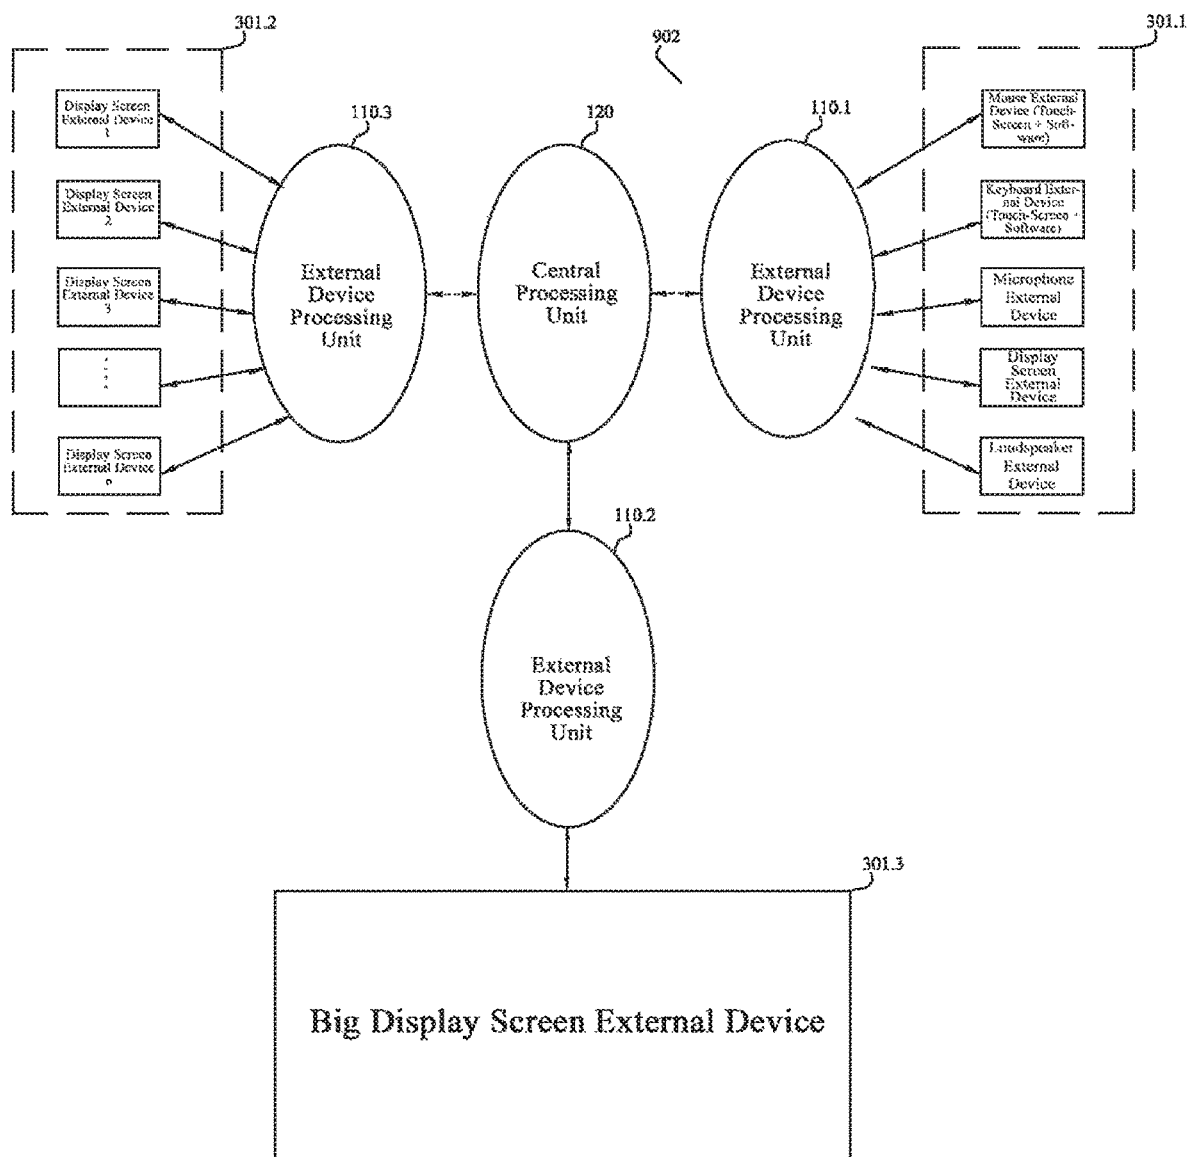 301.2
902
301.1
110.3
120
110.1
Display Screen
External Device
1
Display Screen
External Device
2
Display Screen
External Device
3
Display Screen
External Device
n
External
Device
Processing
Unit
Central
Processing
Unit
External
Device
Processing
Unit
Mouse External
Device (Touch-
Screen + Soft-
ware)
Keyboard Exter-
nal Device
(Touch-Screen +
Software)
Microphone
External
Device
Display
Screen
External
Device
Loudspeaker
External
Device
110.2
External
Device
Processing
Unit
301.3
Big Display Screen External Device